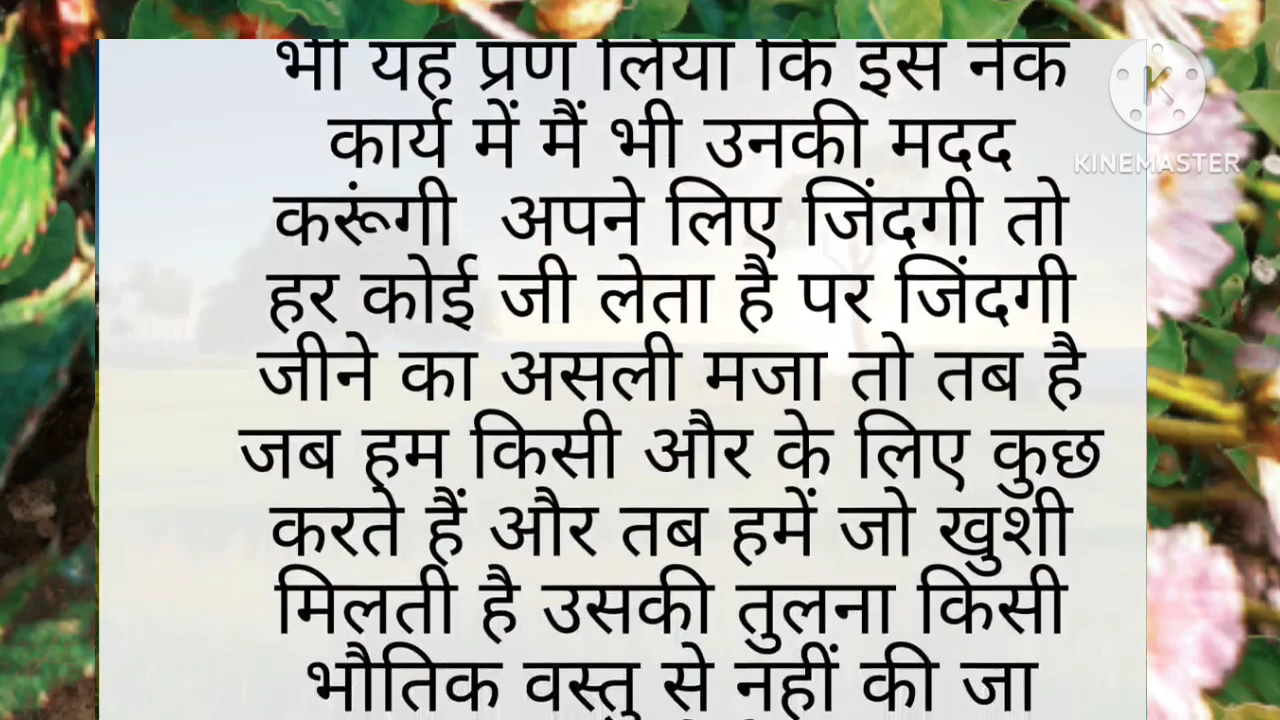 भी यह प्रण लिया कि इस नेक
कार्य में मैं भी उनकी मदद
करूंगी अपने लिए जिंदगी तो
हर कोई जी लेता है पर जिंदगी
जीने का असली मजा तो तब है
जब हम किसी और के लिए कुछ
करते हैं और तब हमें जो खुशी
मिलती है उसकी तुलना किसी
भौतिक वस्तु से नहीं की जा
K
KINEMASTER